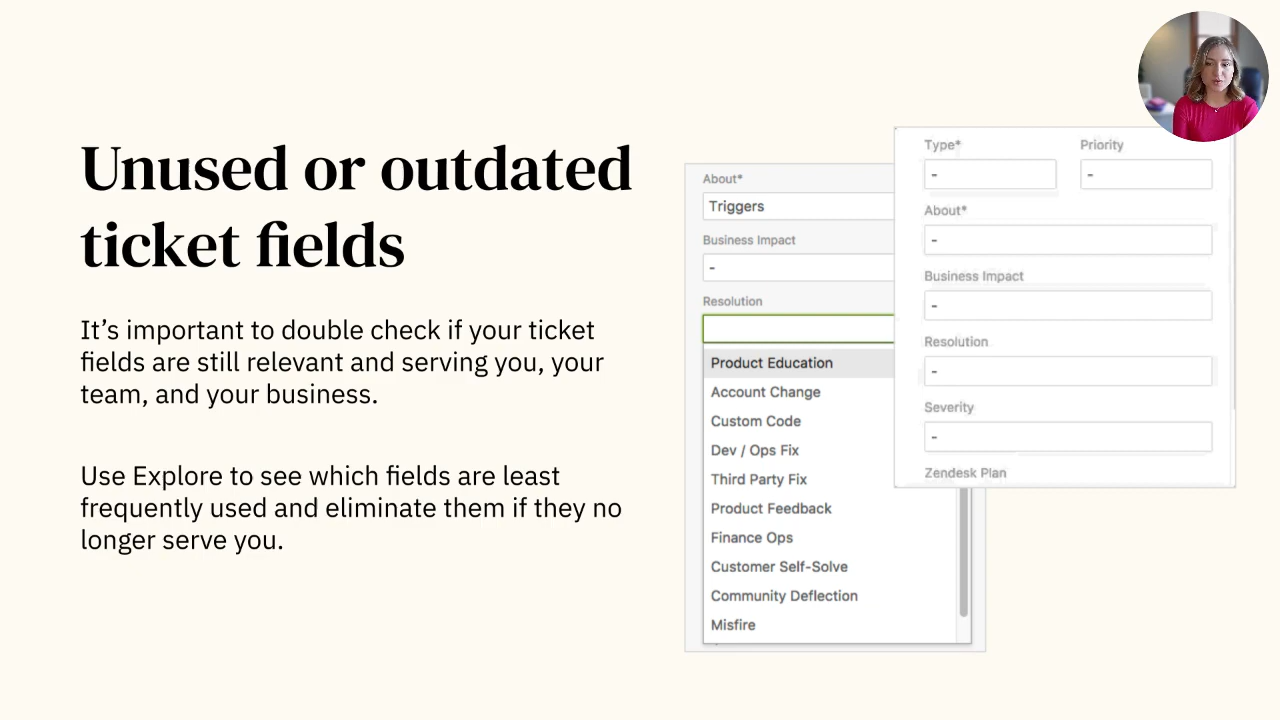 Unused or outdated
ticket fields
It’s important to double check if your ticket
fields are still relevant and serving you, your
team, and your business.
Use Explore to see which fields are least
frequently used and eliminate them if they no
longer serve you.
About*
Triggers
Business Impact
-
Resolution
Product Education
Account Change
Custom Code
Dev / Ops Fix
Third Party Fix
Product Feedback
Finance Ops
Customer Self-Solve
Community Deflection
Misfire
Type* Priority
- -
About*
-
Business Impact
-
Resolution
-
Severity
-
Zendesk Plan